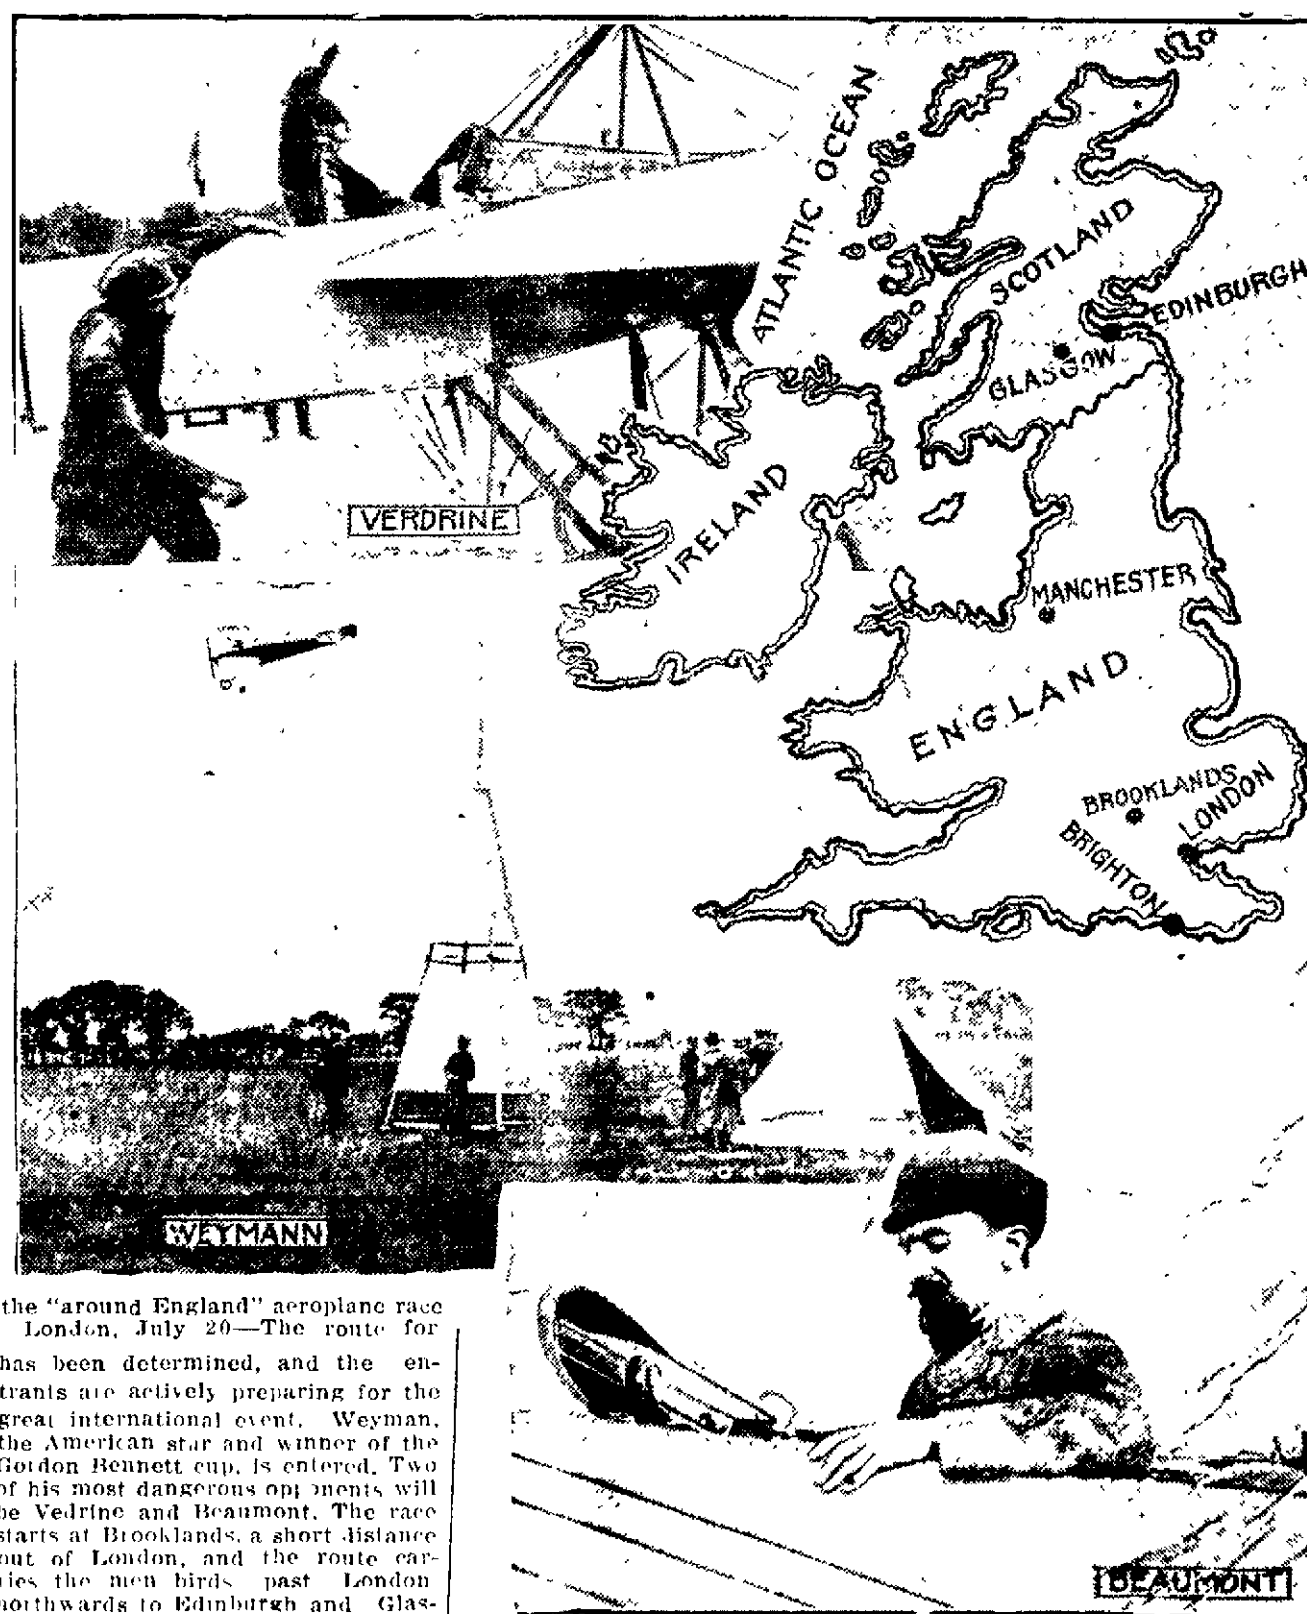 ATLANTIC OCEAN
SCOTLAND
EDINBURGH
GLASGOW
VERDRINE
IRELAND
MANCHESTER
ENGLAND
BROOKLANDS
LONDON
BRIGHTON
WEYMANN
BEAUMONT
the "around England" aeroplane race
London, July 20—The route for
has been determined, and the en-
trants are actively preparing for the
great international event. Weyman,
the American star and winner of the
Gordon Bennett cup, is entered. Two
of his most dangerous opponents will
be Vedrine and Beaumont. The race
starts at Brooklands, a short distance
out of London, and the route car-
ries the men birds past London
northwards to Edinburgh and Glas-